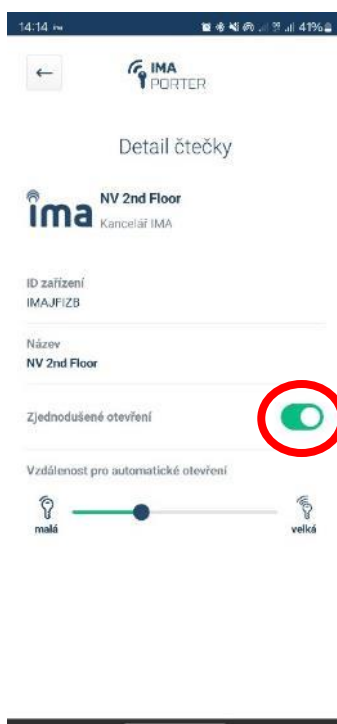 14:14
41%
IMA
PORTER
Detail čtečky
ima
NV 2nd Floor
Kancelář IMA
ID zařízení
IMAJFIZB
Název
NV 2nd Floor
Zjednodušené otevření
Vzdálenost pro automatické otevření
malá
velká